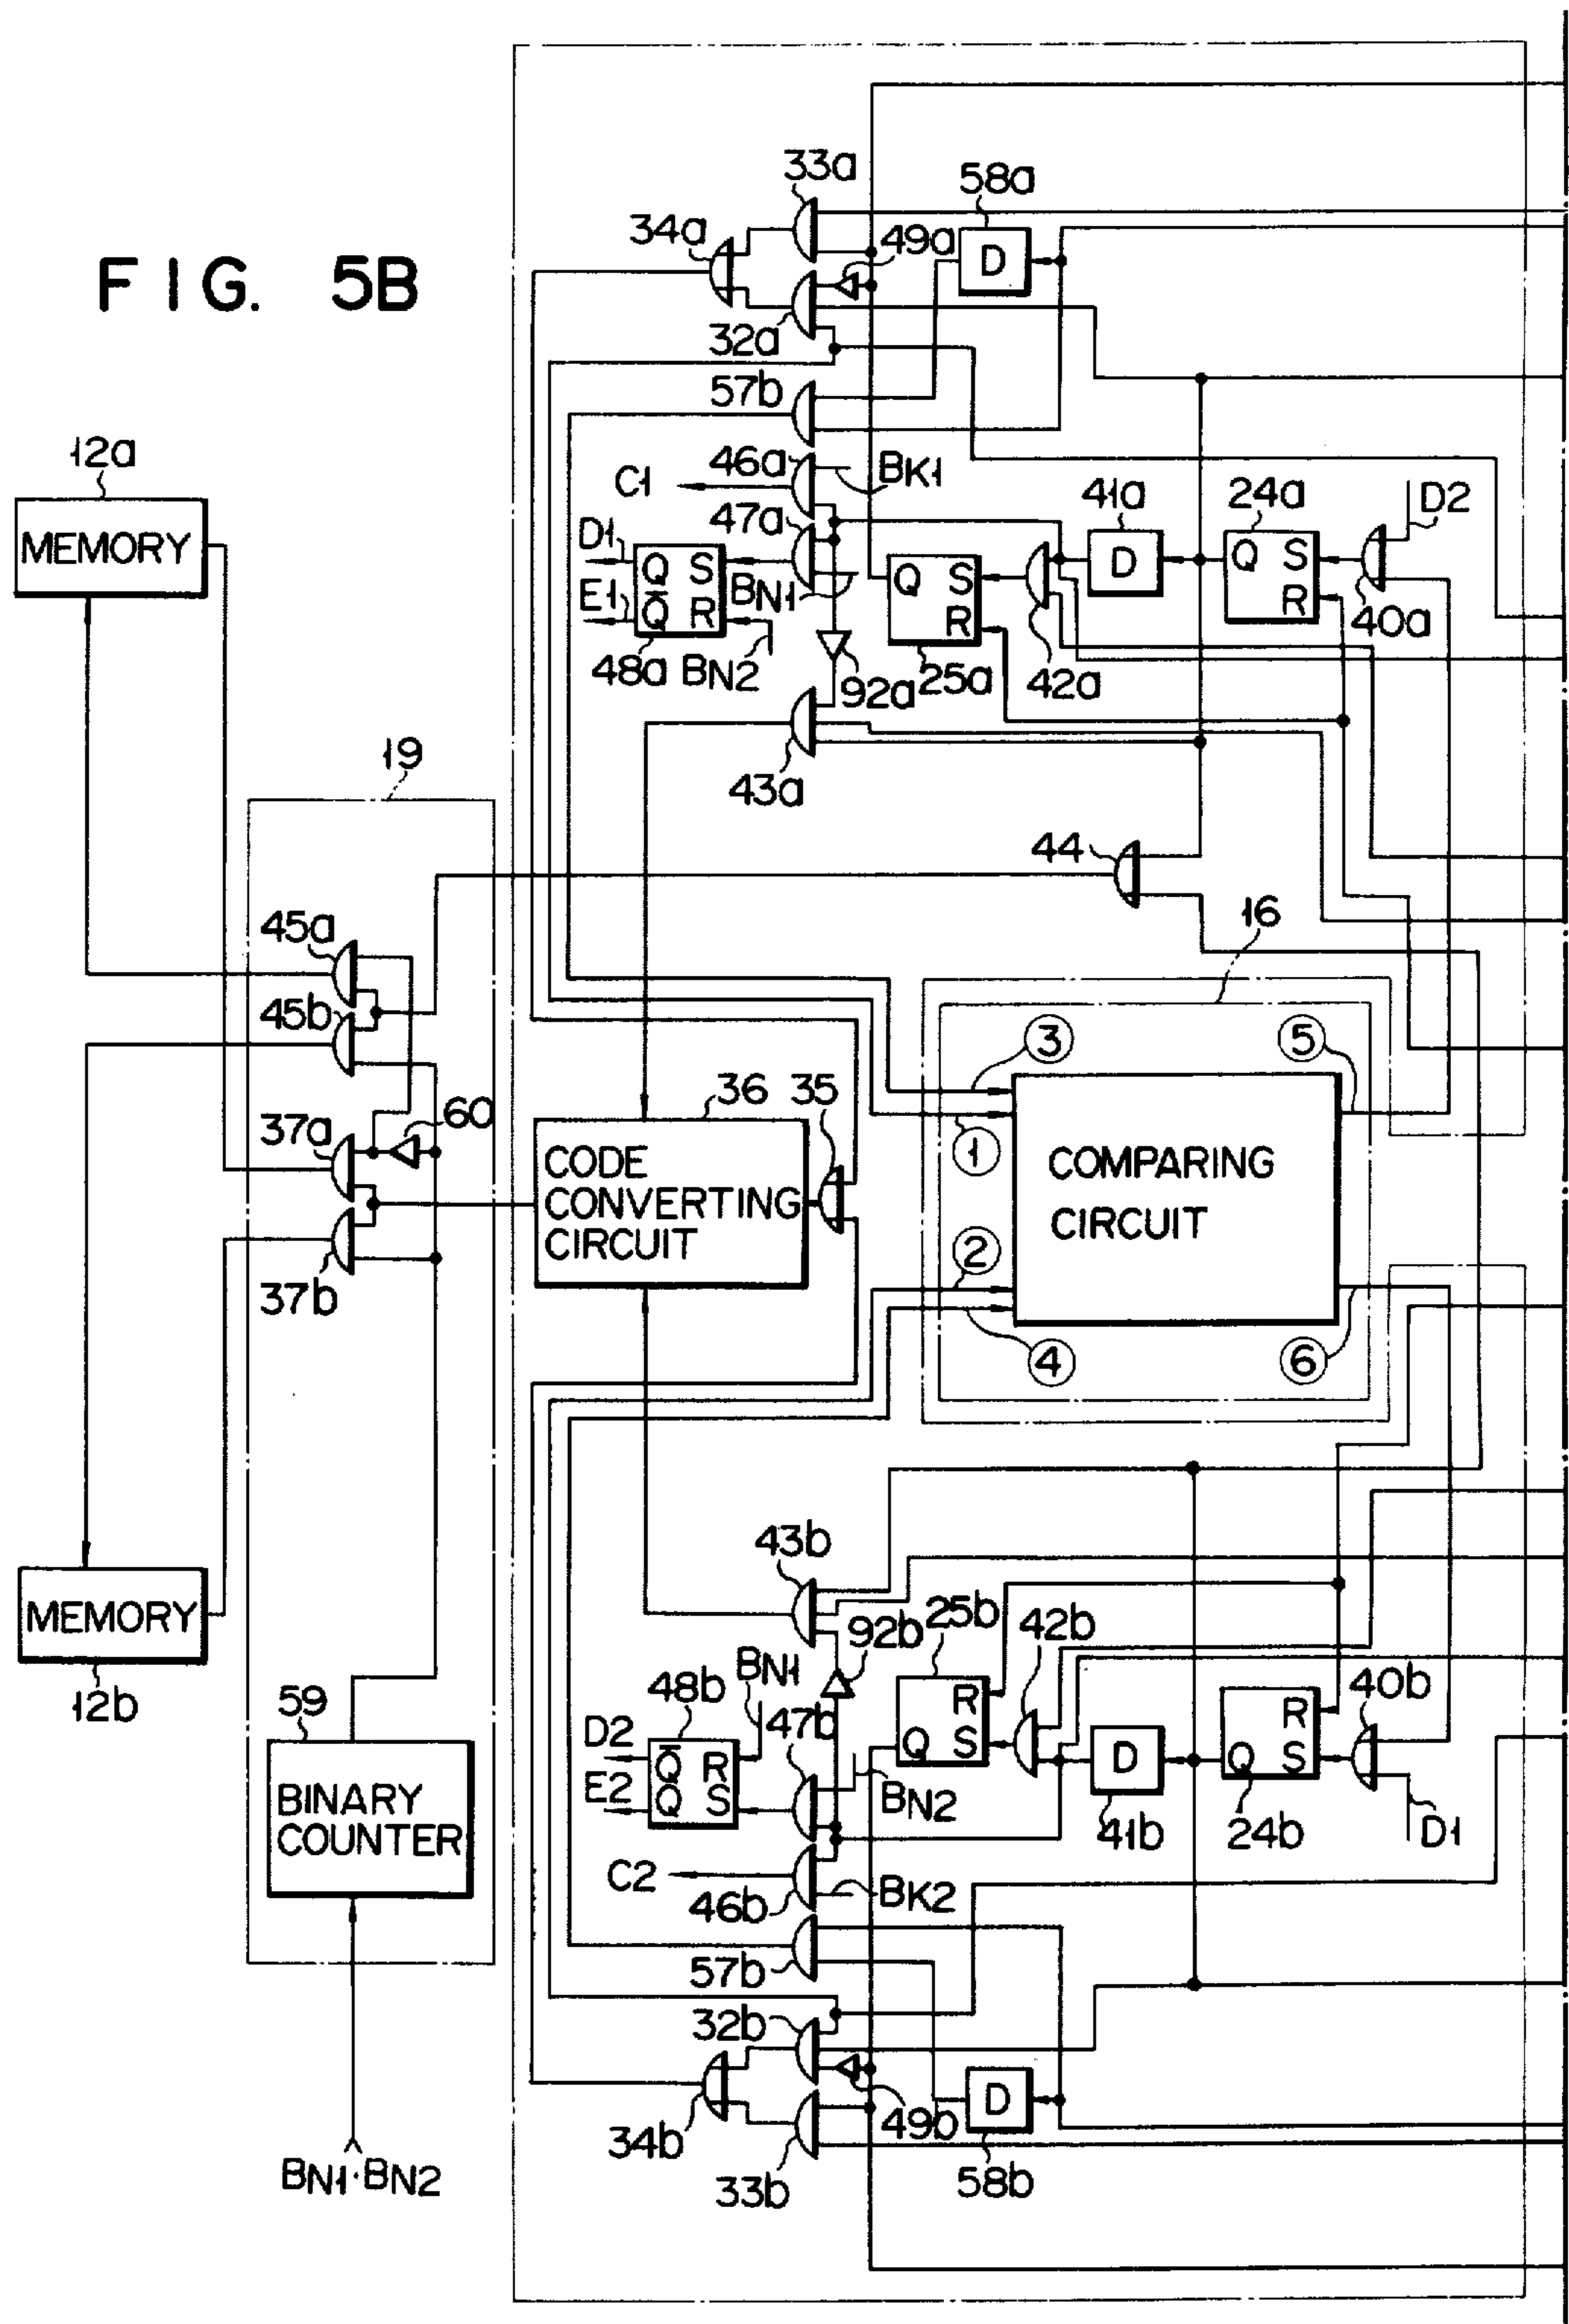 FIG. 5B
33a
58a
34a
49a
D
32a
57b
12a
46a
BK1
C1
41a
24a
D2
MEMORY
47a
D1
Q S
D
Q S
E1
Q̄ R
BN1
Q S
R
R
40a
48a
BN2
92a
25a
42a
19
43a
44
16
45a
45b
3
5
36
35
60
37a
1
CODE
CONVERTING
CIRCUIT
COMPARING
CIRCUIT
2
37b
4
6
43b
25b
92b
42b
MEMORY
BN1
12b
59
48b
47b
R
40b
D2
Q̄ R
Q S
D
R
Q S
E2
Q S
BN2
BINARY
COUNTER
41b
24b
D1
C2
BK2
46b
57b
32b
D
34b
49b
33b
58b
BN1·BN2